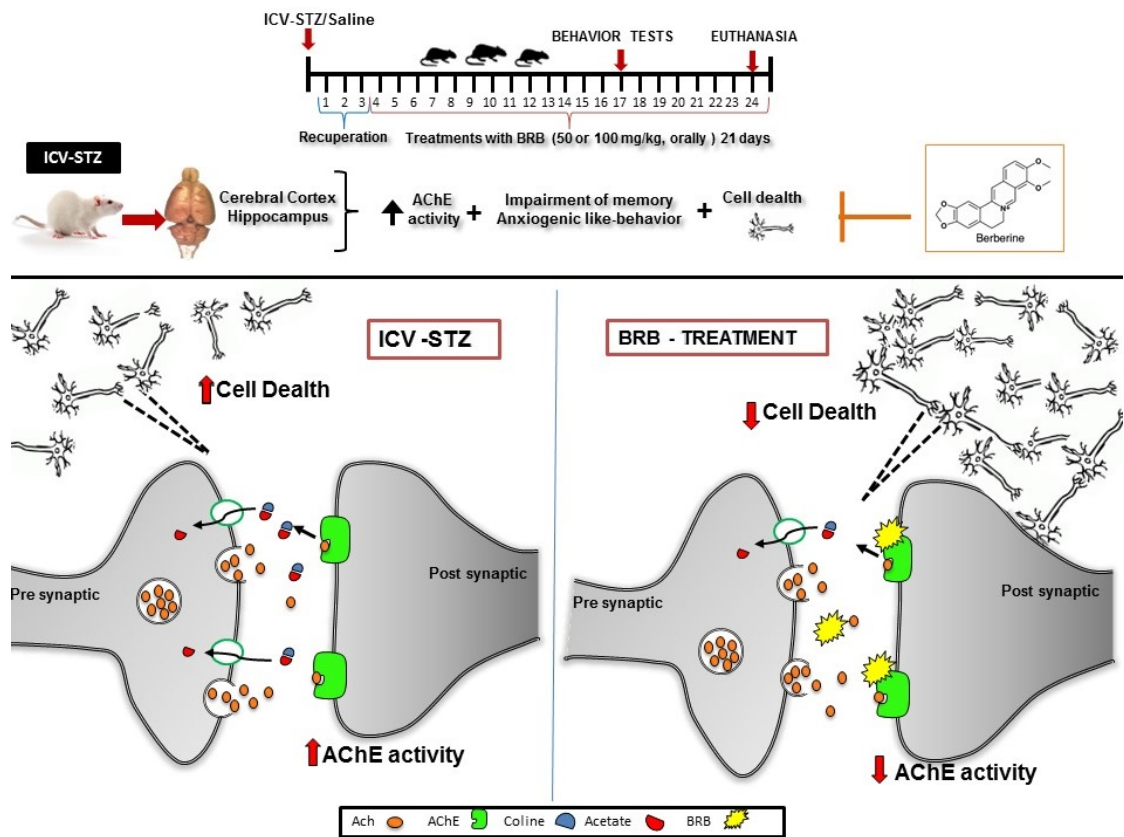 ICV-STZ/Saline
BEHAVIOR TESTS
EUTHANASIA
1 2 3 4 5 6 7 8 9 10 11 12 13 14 15 16 17 18 19 20 21 22 23 24
Recuperation
Treatments with BRB (50 or 100 mg/kg, orally ) 21 days
ICV-STZ
Cerebral Cortex
Hippocampus
AChE
activity
+
Impairment of memory
Anxiogenic like-behavior
+
Cell dealth
O
O
O
O
N+
Berberine
ICV -STZ
Cell Dealth
Pre synaptic
Post synaptic
AChE activity
BRB - TREATMENT
Cell Dealth
Pre synaptic
Post synaptic
AChE activity
Ach AChE Coline Acetate BRB